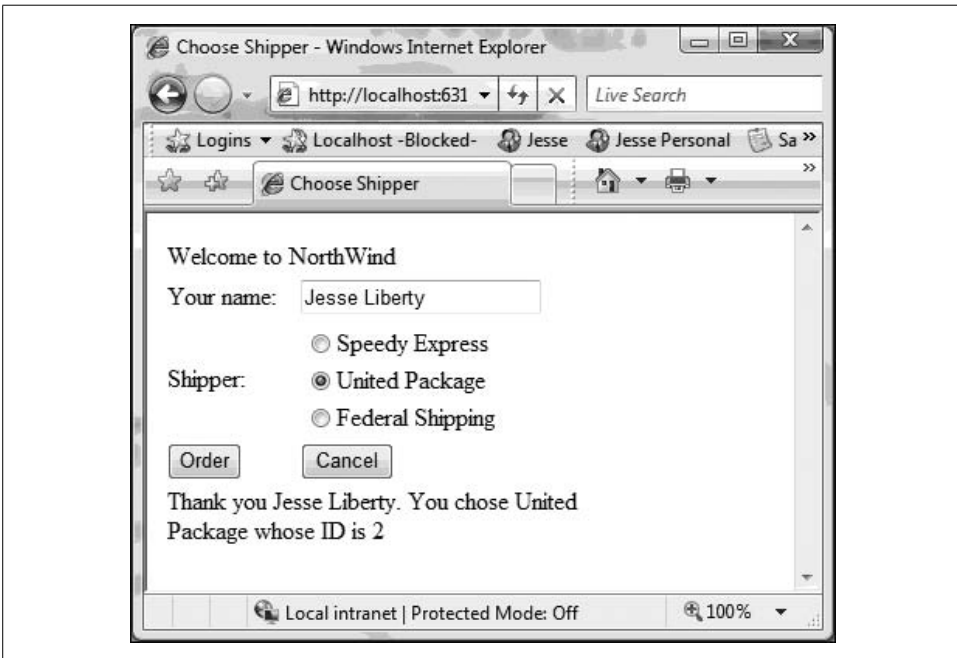 Choose Shipper - Windows Internet Explorer
http://localhost:631
Live Search
Logins
Localhost -Blocked-
Jesse
Jesse Personal
Sa
Choose Shipper
Welcome to NorthWind
Your name: Jesse Liberty
Speedy Express
Shipper: United Package
Federal Shipping
Order Cancel
Thank you Jesse Liberty. You chose United
Package whose ID is 2
Local intranet | Protected Mode: Off 100%